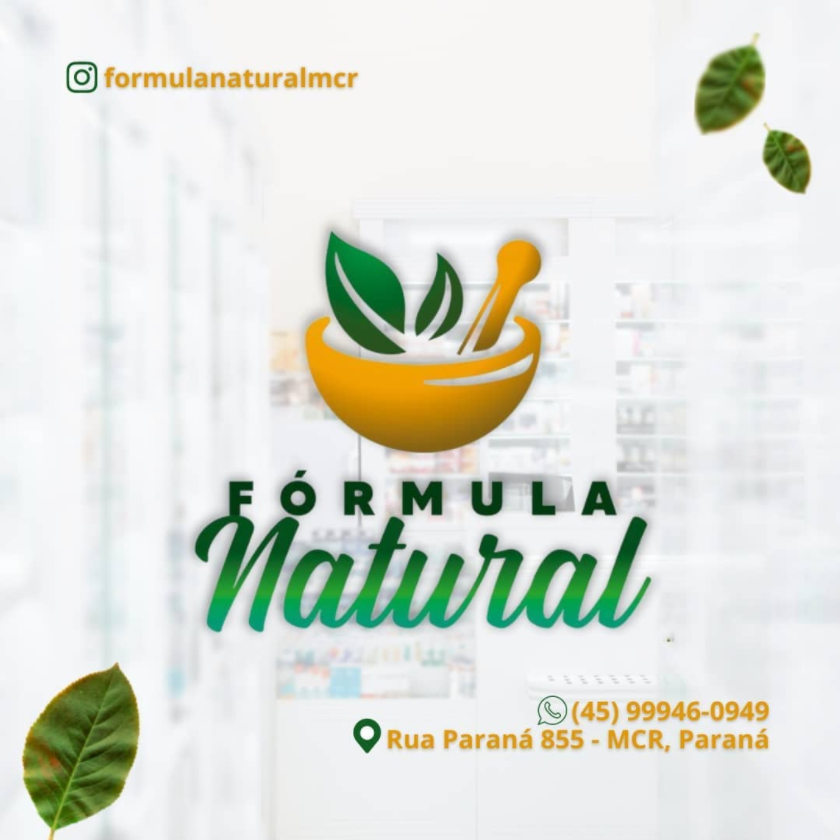 formulanaturalmcr
FÓRMULA
Natural
(45) 99946-0949
Rua Paraná 855 - MCR, Paraná